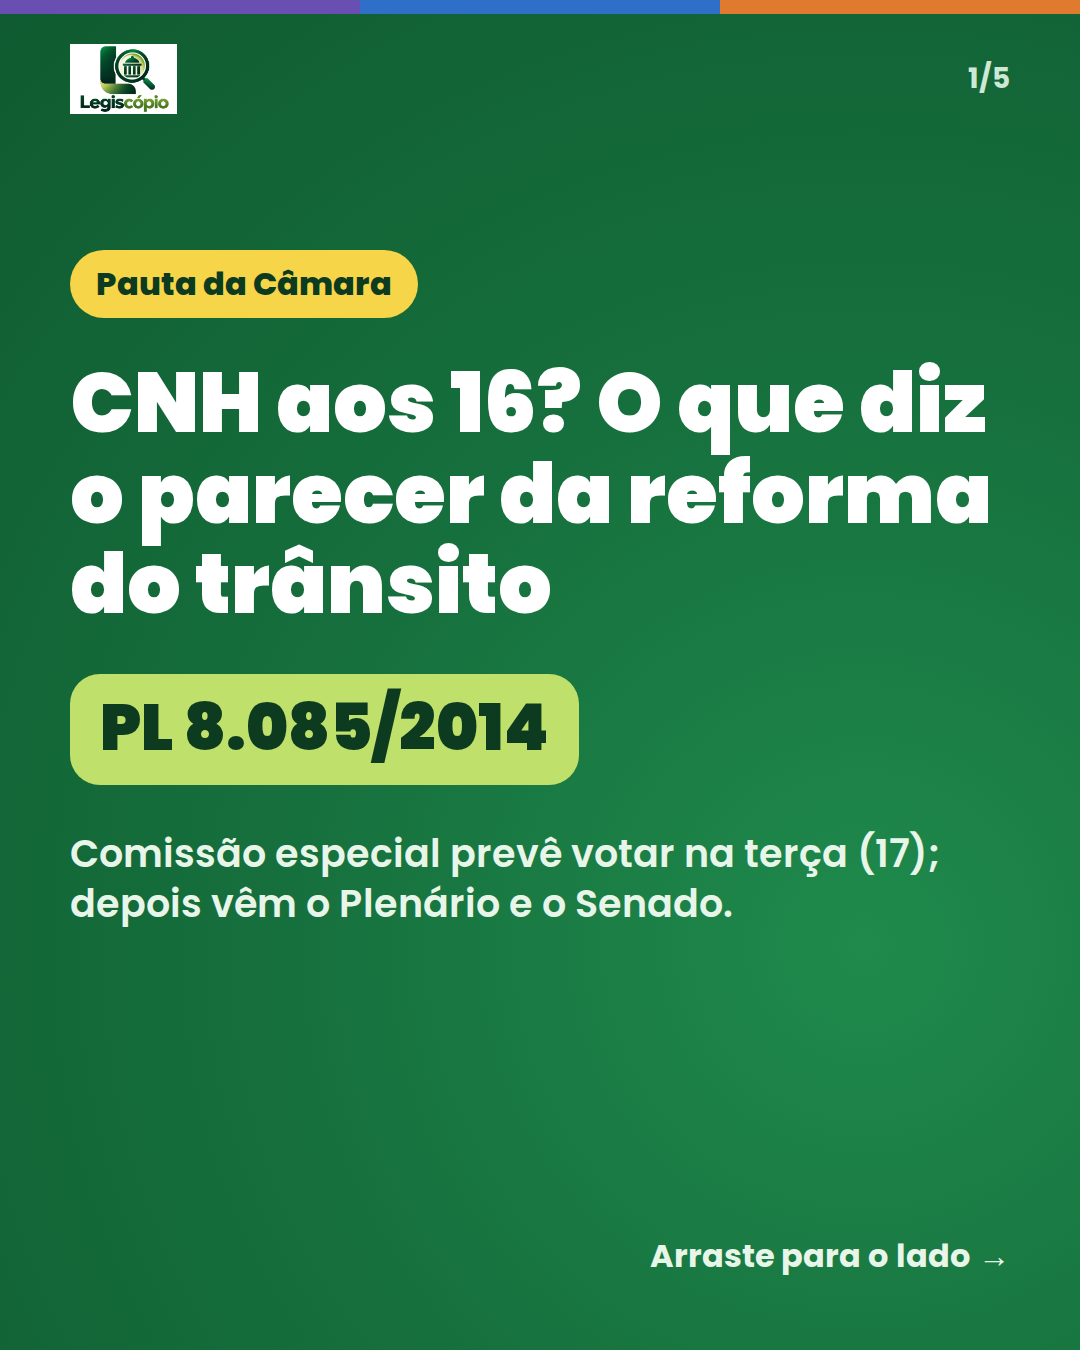 Legiscópio
1/5
Pauta da Câmara
CNH aos 16? O que diz
o parecer da reforma
do trânsito
PL 8.085/2014
Comissão especial prevê votar na terça (17);
depois vêm o Plenário e o Senado.
Arraste para o lado →